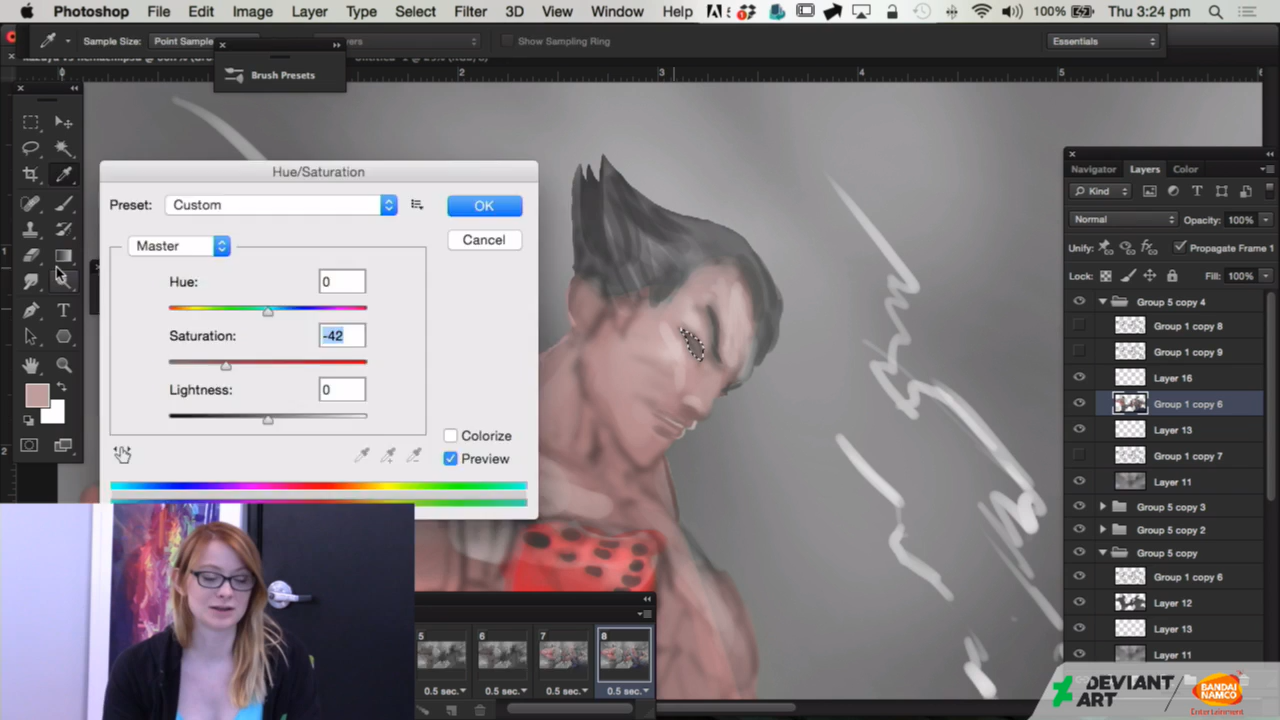 Photoshop File Edit Image Layer Type Select Filter 3D View Window Help 100% Thu 3:24 pm
Sample Size: Point Sample Show Sampling Ring Essentials
Brush Presets
2 3 4 5
Hue/Saturation
Preset: Custom OK
Cancel
Master
Hue: 0
Saturation: -42
Lightness: 0
Colorize
Preview
Navigator Layers Color
Kind
Normal Opacity: 100%
Unify: Propagate Frame 1
Lock: Fill: 100%
Group 5 copy 4
Group 1 copy 8
Group 1 copy 9
Layer 16
Group 1 copy 6
Layer 13
Group 1 copy 7
Layer 11
Group 5 copy 3
Group 5 copy 2
Group 5 copy
Group 1 copy 6
Layer 12
Layer 13
Layer 11
5 6 7 8
0.5 sec. 0.5 sec. 0.5 sec. 0.5 sec.
DEVIANT
ART
BANDAI
NAMCO
Entertainment